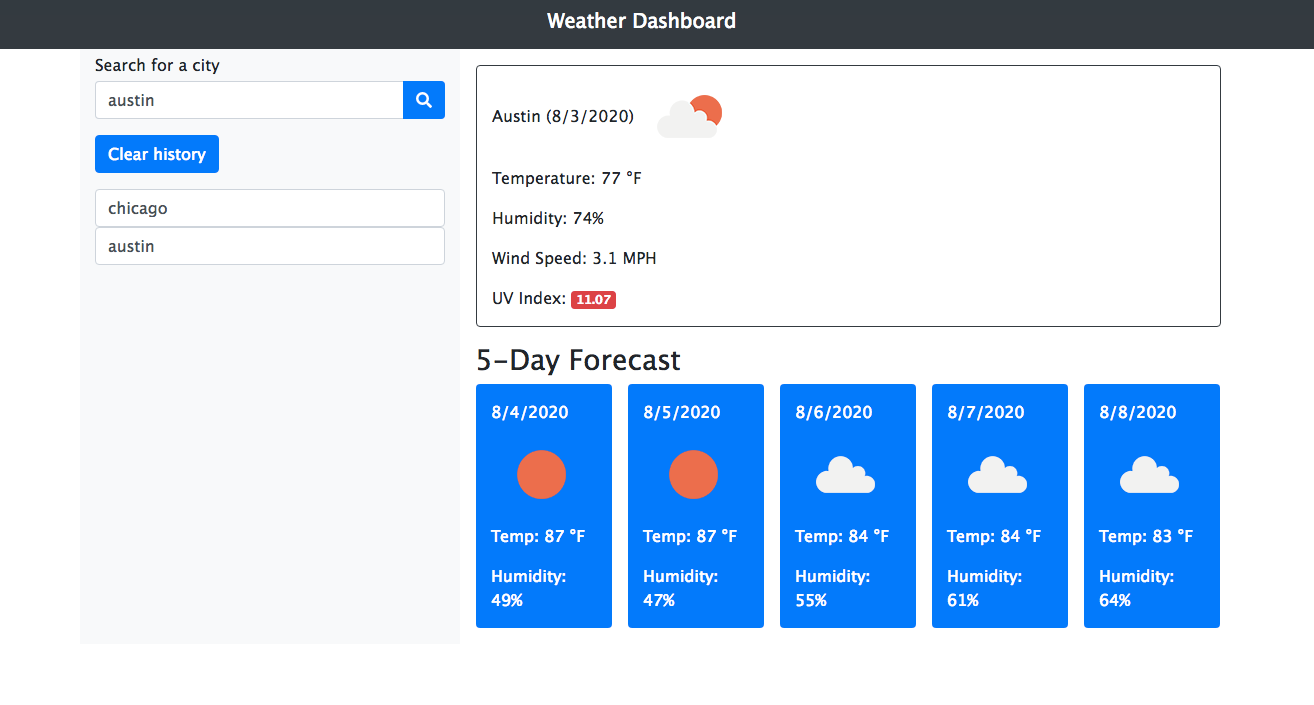 Weather Dashboard
Search for a city
austin
Clear history
chicago
austin
Austin (8/3/2020)
Temperature: 77 °F
Humidity: 74%
Wind Speed: 3.1 MPH
UV Index: 11.07
5-Day Forecast
8/4/2020
Temp: 87 °F
Humidity:
49%
8/5/2020
Temp: 87 °F
Humidity:
47%
8/6/2020
Temp: 84 °F
Humidity:
55%
8/7/2020
Temp: 84 °F
Humidity:
61%
8/8/2020
Temp: 83 °F
Humidity:
64%